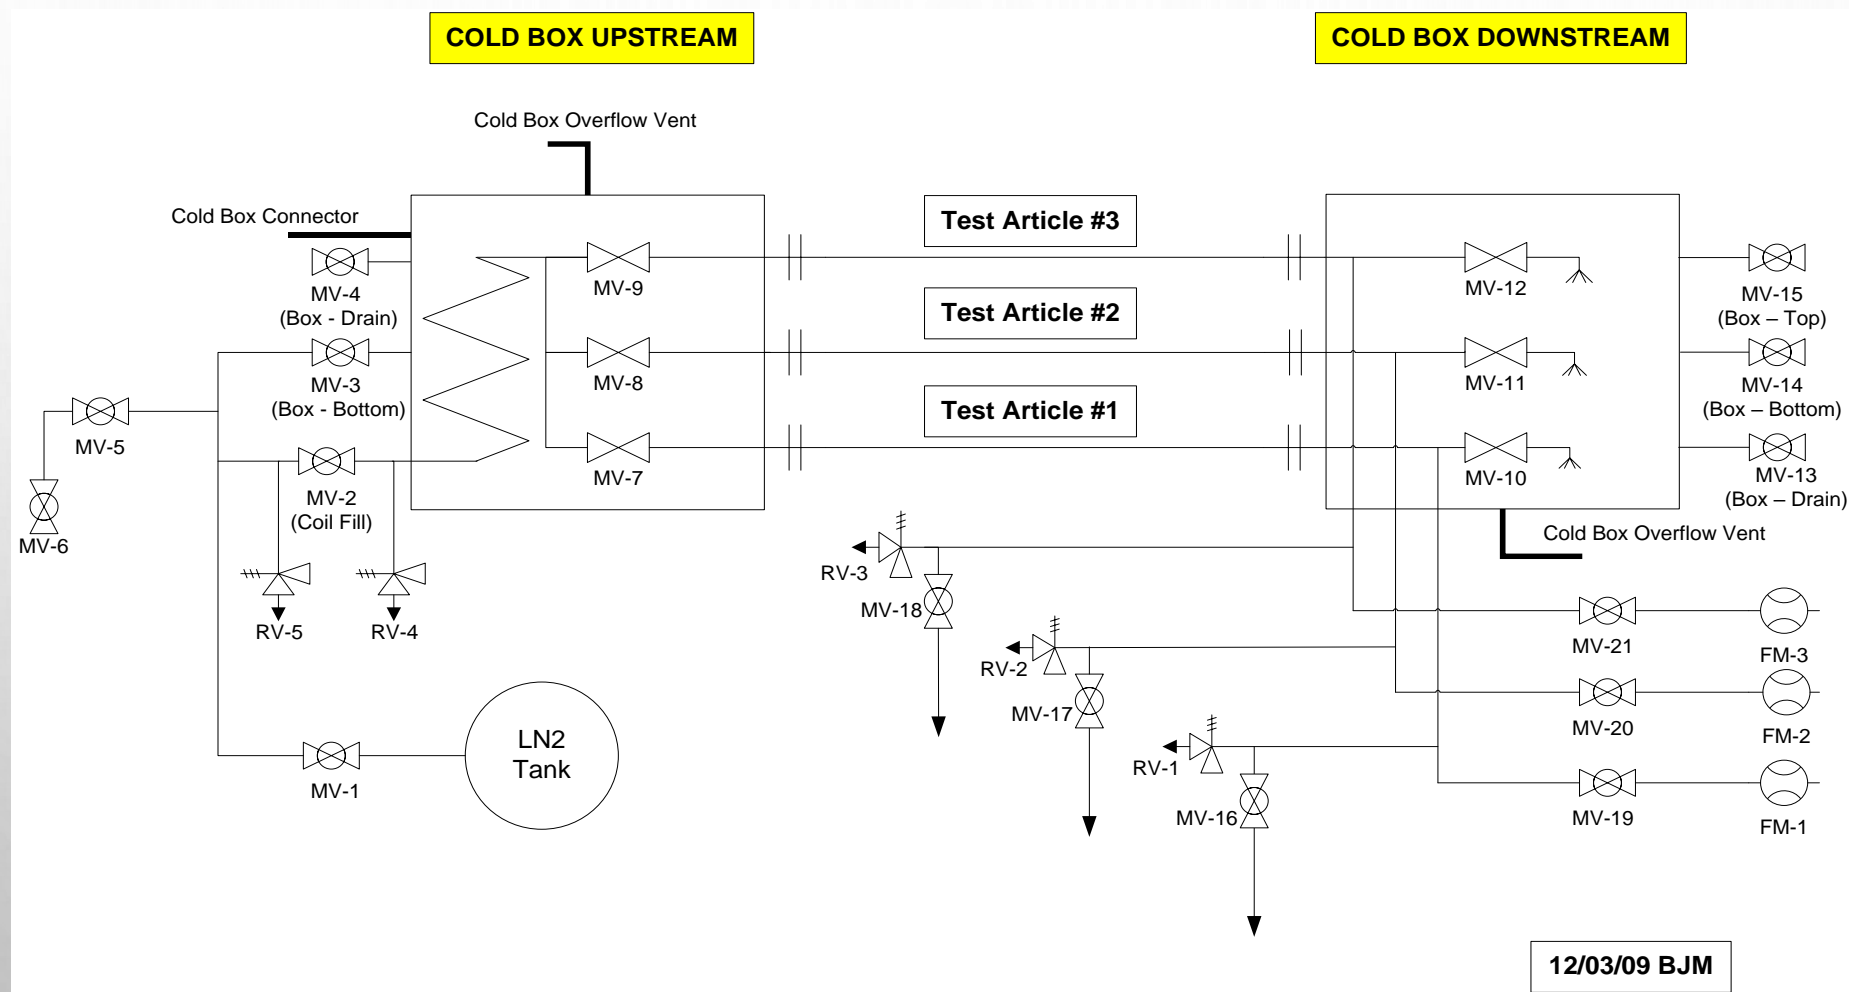 COLD BOX UPSTREAM
COLD BOX DOWNSTREAM
Cold Box Overflow Vent
Cold Box Connector
Test Article #3
MV-4
(Box - Drain)
MV-9
MV-12
MV-15
(Box – Top)
Test Article #2
MV-3
(Box - Bottom)
MV-8
MV-11
MV-14
(Box – Bottom)
Test Article #1
MV-5
MV-2
(Coil Fill)
MV-7
MV-10
MV-13
(Box – Drain)
MV-6
Cold Box Overflow Vent
RV-5
RV-4
RV-3
MV-18
MV-21
FM-3
RV-2
MV-17
MV-20
FM-2
LN2
Tank
MV-1
RV-1
MV-16
MV-19
FM-1
12/03/09 BJM